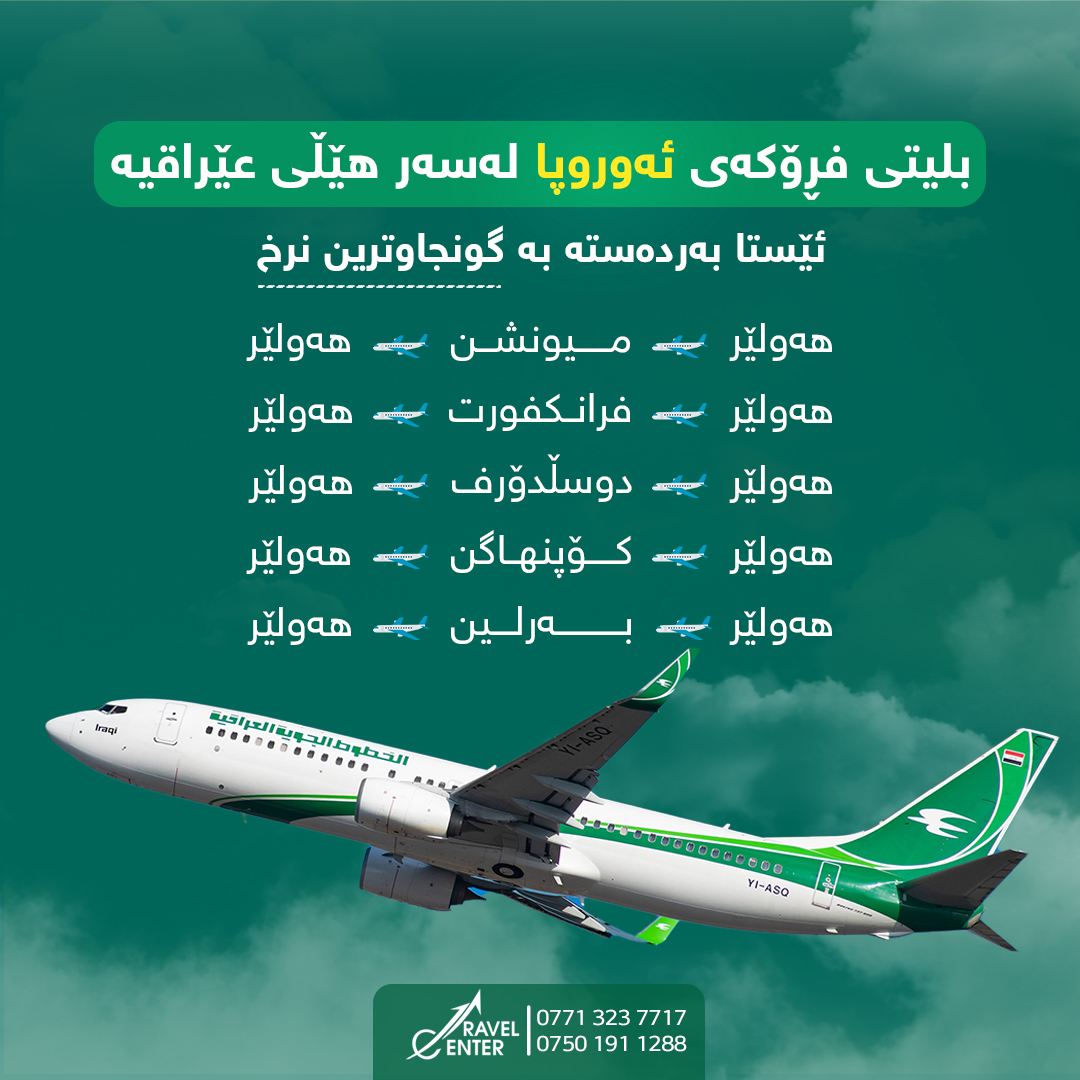 بلیتی فڕۆکەی ئەوروپا لەسەر هێڵی عێراقیە
ئێستا بەردەستە بە گونجاوترین نرخ
هەولێر میونشن هەولێر
هەولێر فرانکفورت هەولێر
هەولێر دوسڵدۆرف هەولێر
هەولێر کۆپنهاگن هەولێر
هەولێر بەرلین هەولێر
Iraqi
الخطوط الجوية العراقية
YI-ASQ
YI-ASQ
TRAVEL
CENTER
0771 323 7717
0750 191 1288